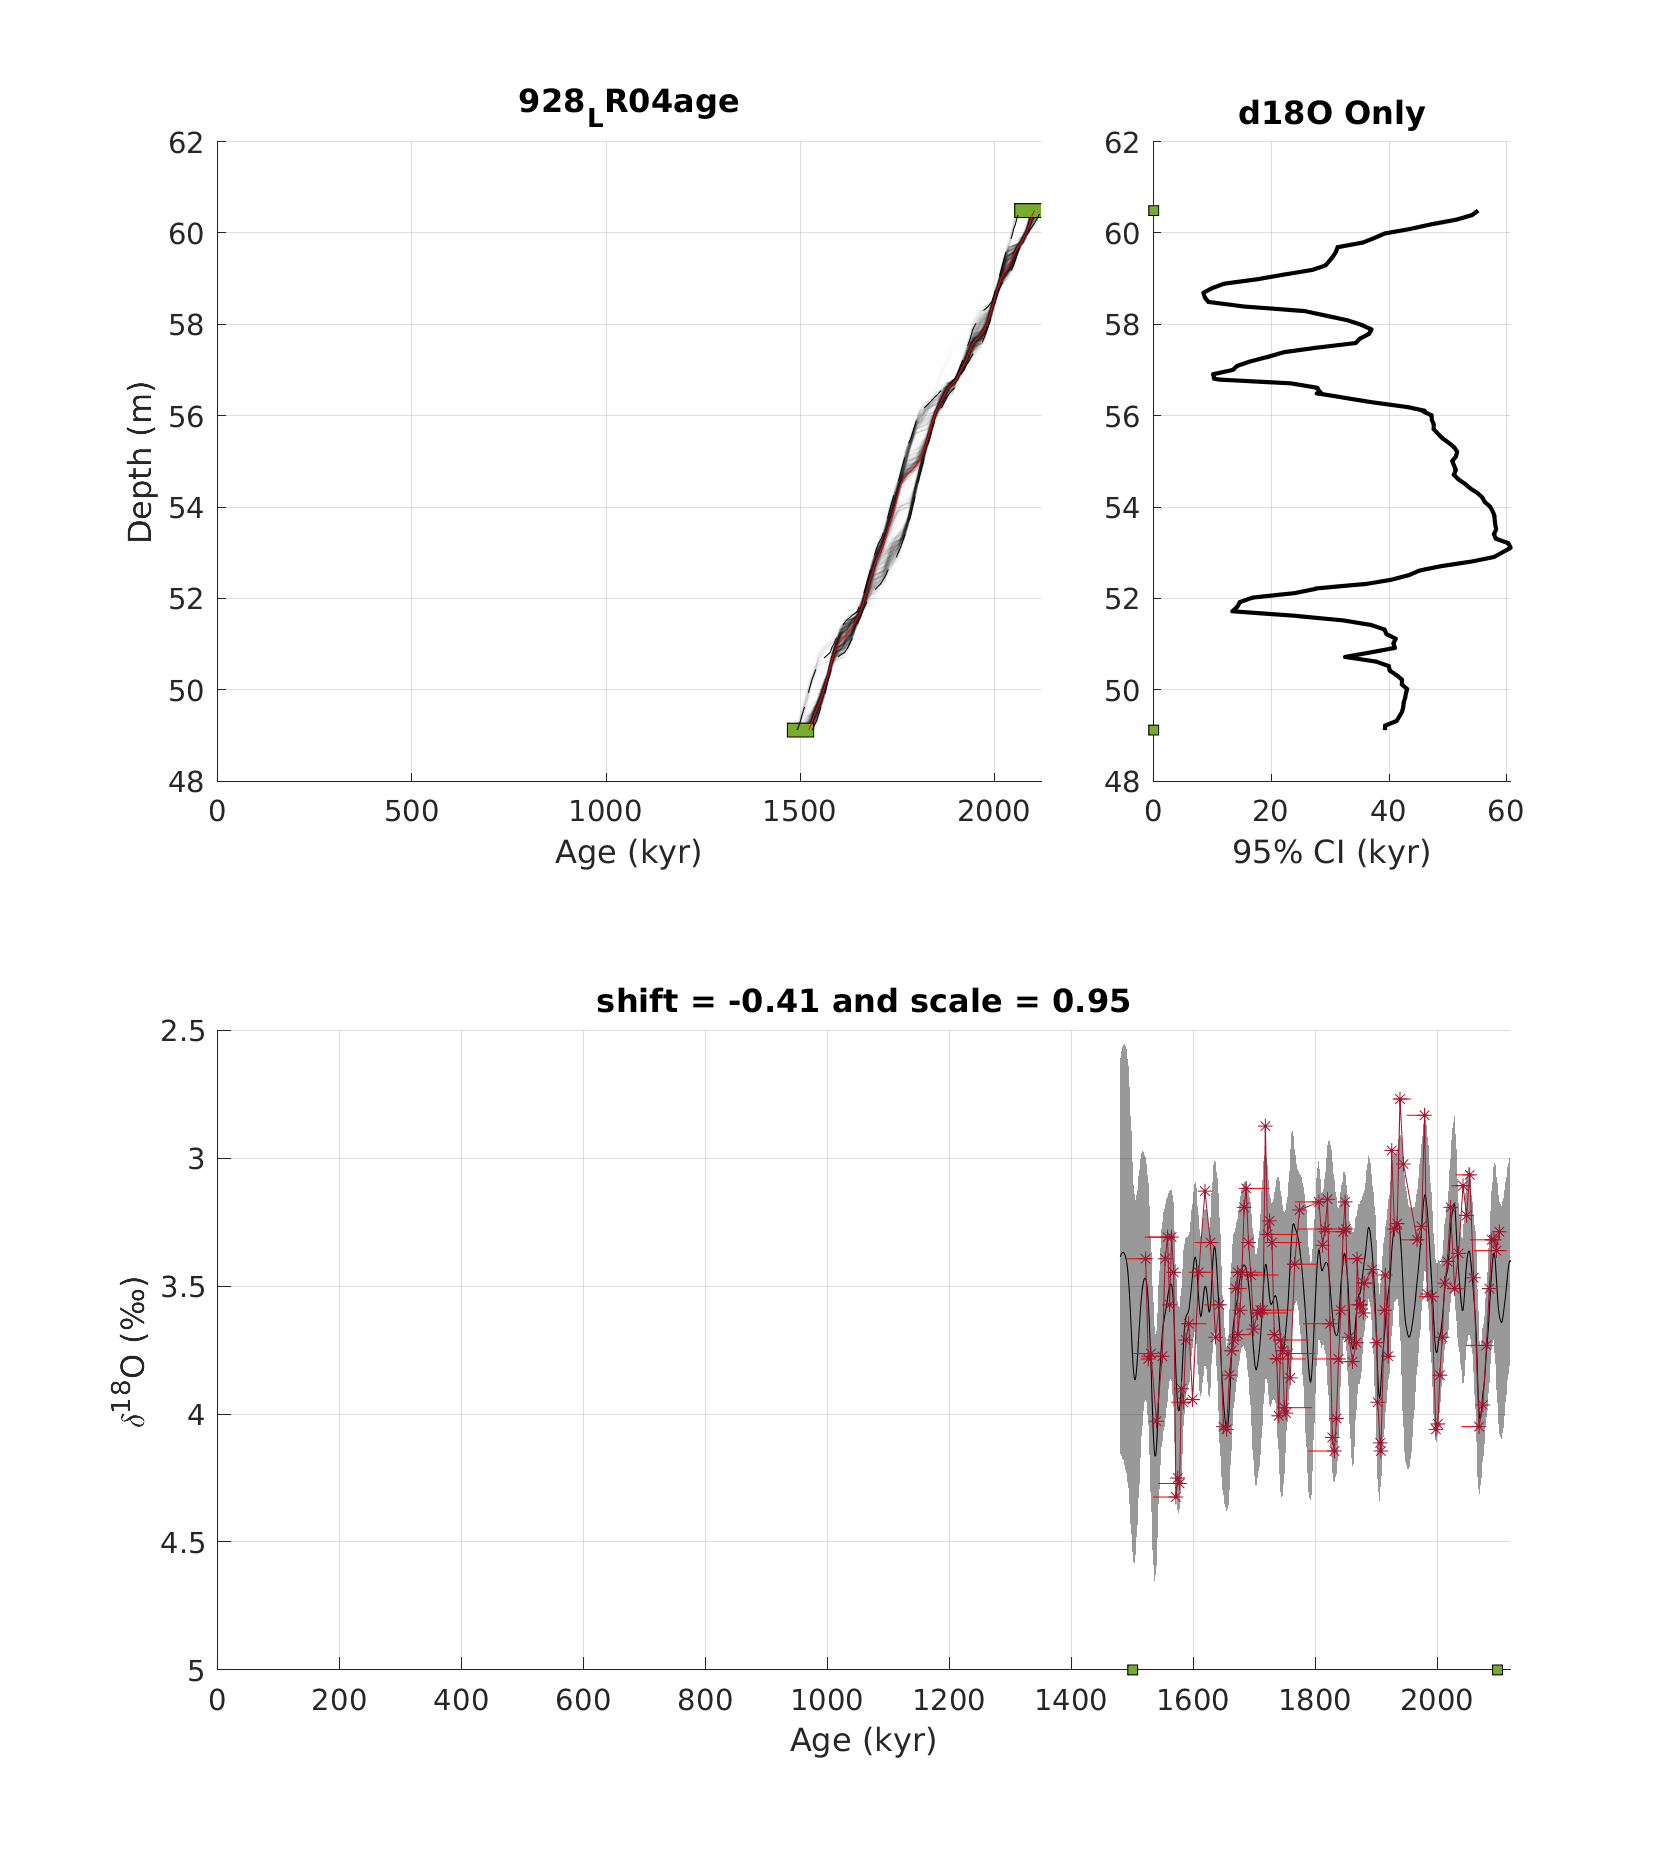 928LR04age
62
60
58
56
54
52
50
48
Depth (m)
0 500 1000 1500 2000
Age (kyr)
d18O Only
62
60
58
56
54
52
50
48
0 20 40 60
95% CI (kyr)
shift = -0.41 and scale = 0.95
2.5
3
3.5
4
4.5
5
δ18O (‰)
0 200 400 600 800 1000 1200 1400 1600 1800 2000
Age (kyr)